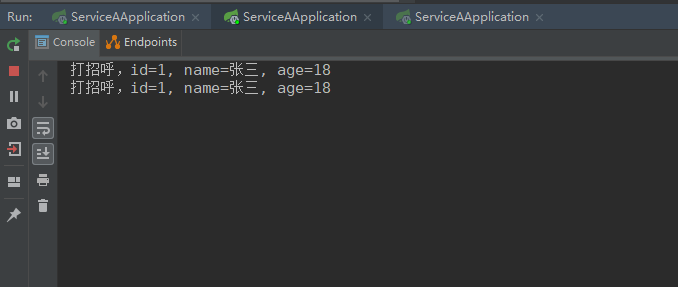 Run: ServiceAApplication × ServiceAApplication × ServiceAApplication ×
Console Endpoints
打招呼，id=1, name=张三, age=18
打招呼，id=1, name=张三, age=18